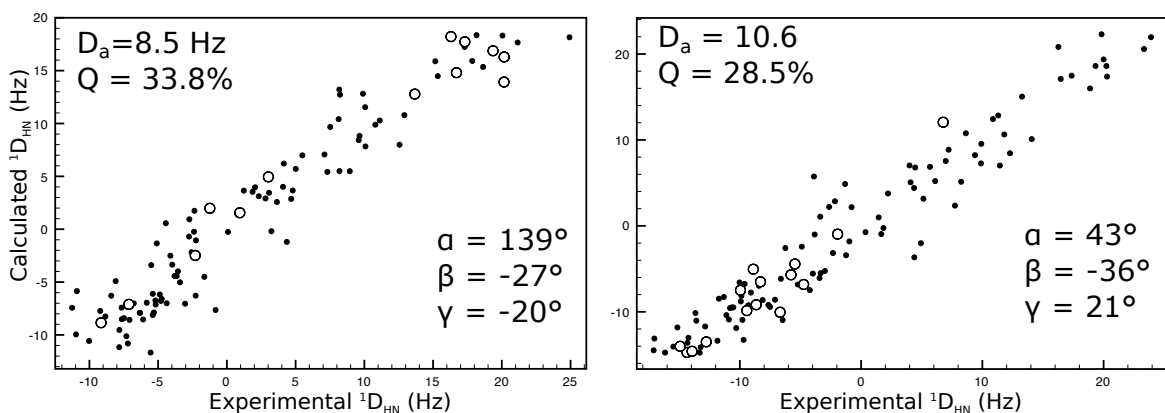 Dₐ=8.5 Hz
Q = 33.8%
α = 139°
β = -27°
γ = -20°
Calculated ¹D_HN (Hz)
20
15
10
5
0
-5
-10
-10
-5
0
5
10
15
20
25
Experimental ¹D_HN (Hz)
Dₐ = 10.6
Q = 28.5%
α = 43°
β = -36°
γ = 21°
20
10
0
-10
-10
0
10
20
Experimental ¹D_HN (Hz)